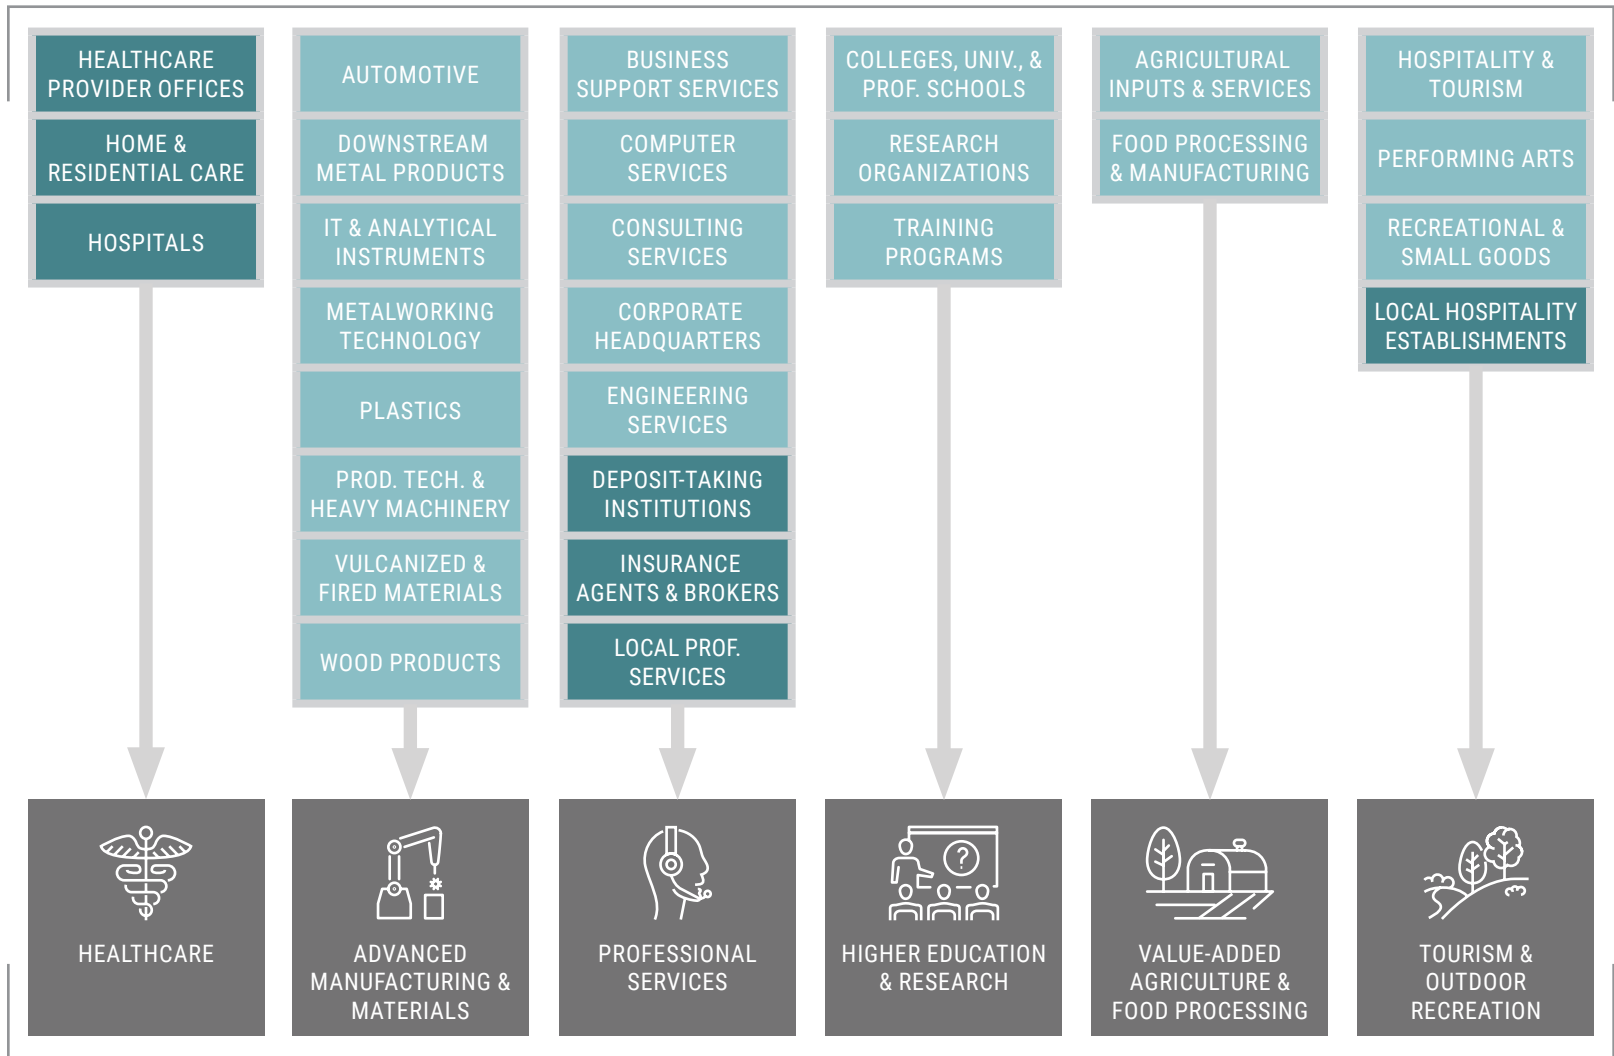 HEALTHCARE
PROVIDER OFFICES
HOME &
RESIDENTIAL CARE
HOSPITALS
HEALTHCARE
AUTOMOTIVE
DOWNSTREAM
METAL PRODUCTS
IT & ANALYTICAL
INSTRUMENTS
METALWORKING
TECHNOLOGY
PLASTICS
PROD. TECH. &
HEAVY MACHINERY
VULCANIZED &
FIRED MATERIALS
WOOD PRODUCTS
ADVANCED
MANUFACTURING &
MATERIALS
BUSINESS
SUPPORT SERVICES
COMPUTER
SERVICES
CONSULTING
SERVICES
CORPORATE
HEADQUARTERS
ENGINEERING
SERVICES
DEPOSIT-TAKING
INSTITUTIONS
INSURANCE
AGENTS & BROKERS
LOCAL PROF.
SERVICES
PROFESSIONAL
SERVICES
COLLEGES, UNIV., &
PROF. SCHOOLS
RESEARCH
ORGANIZATIONS
TRAINING
PROGRAMS
?
HIGHER EDUCATION
& RESEARCH
AGRICULTURAL
INPUTS & SERVICES
FOOD PROCESSING
& MANUFACTURING
VALUE-ADDED
AGRICULTURE &
FOOD PROCESSING
HOSPITALITY &
TOURISM
PERFORMING ARTS
RECREATIONAL &
SMALL GOODS
LOCAL HOSPITALITY
ESTABLISHMENTS
TOURISM &
OUTDOOR
RECREATION